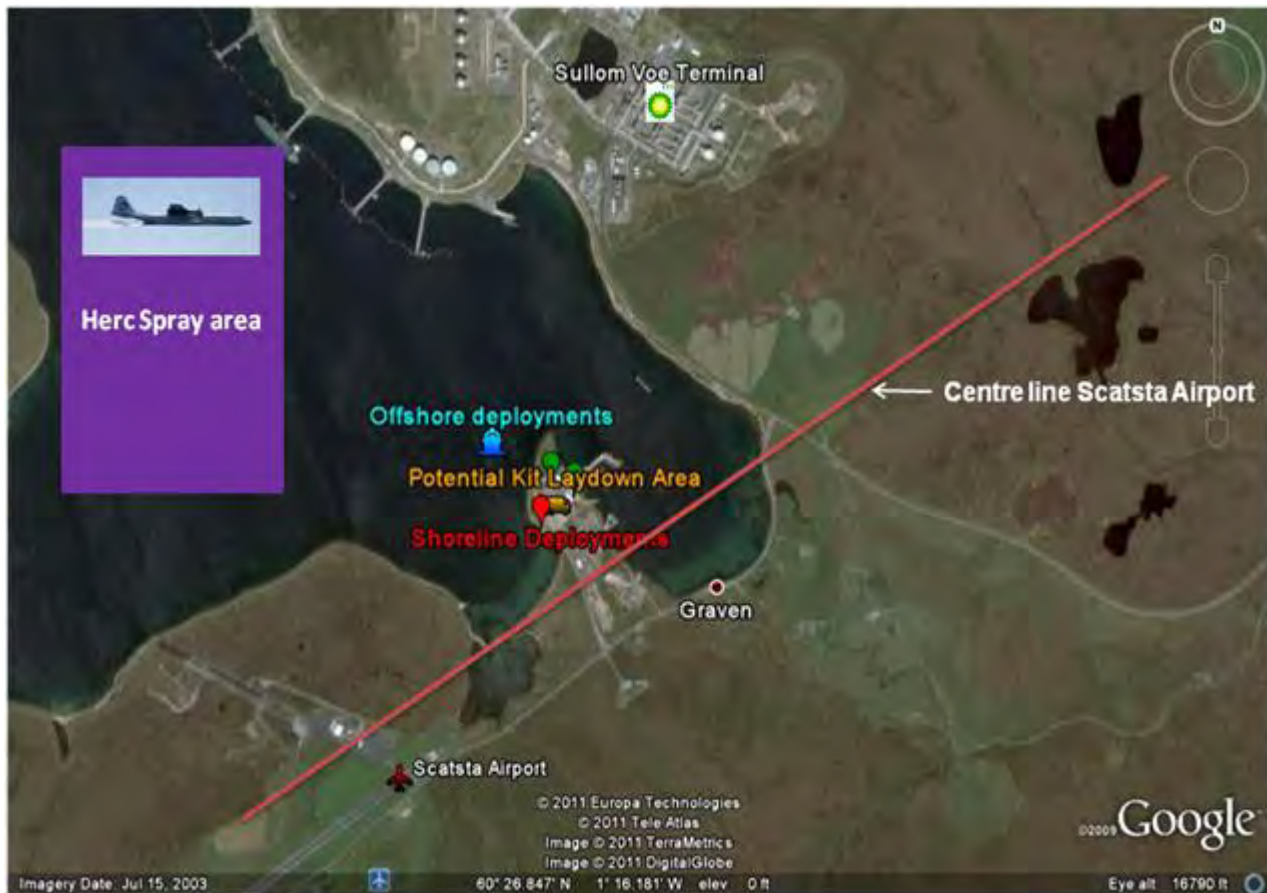 N
Sullom Voe Terminal
Herc Spray area
Centre line Scatsta Airport
Offshore deployments
Potential Kit Laydown Area
Shoreline Deployments
Graven
Scatsta Airport
© 2011 Europa Technologies
© 2011 Tele Atlas
Image © 2011 TerraMetrics
Image © 2011 DigitalGlobe
©2009 Google
Imagery Date: Jul 15, 2003
60° 26.847' N 1° 16.181' W elev 0 ft
Eye alt 16790 ft